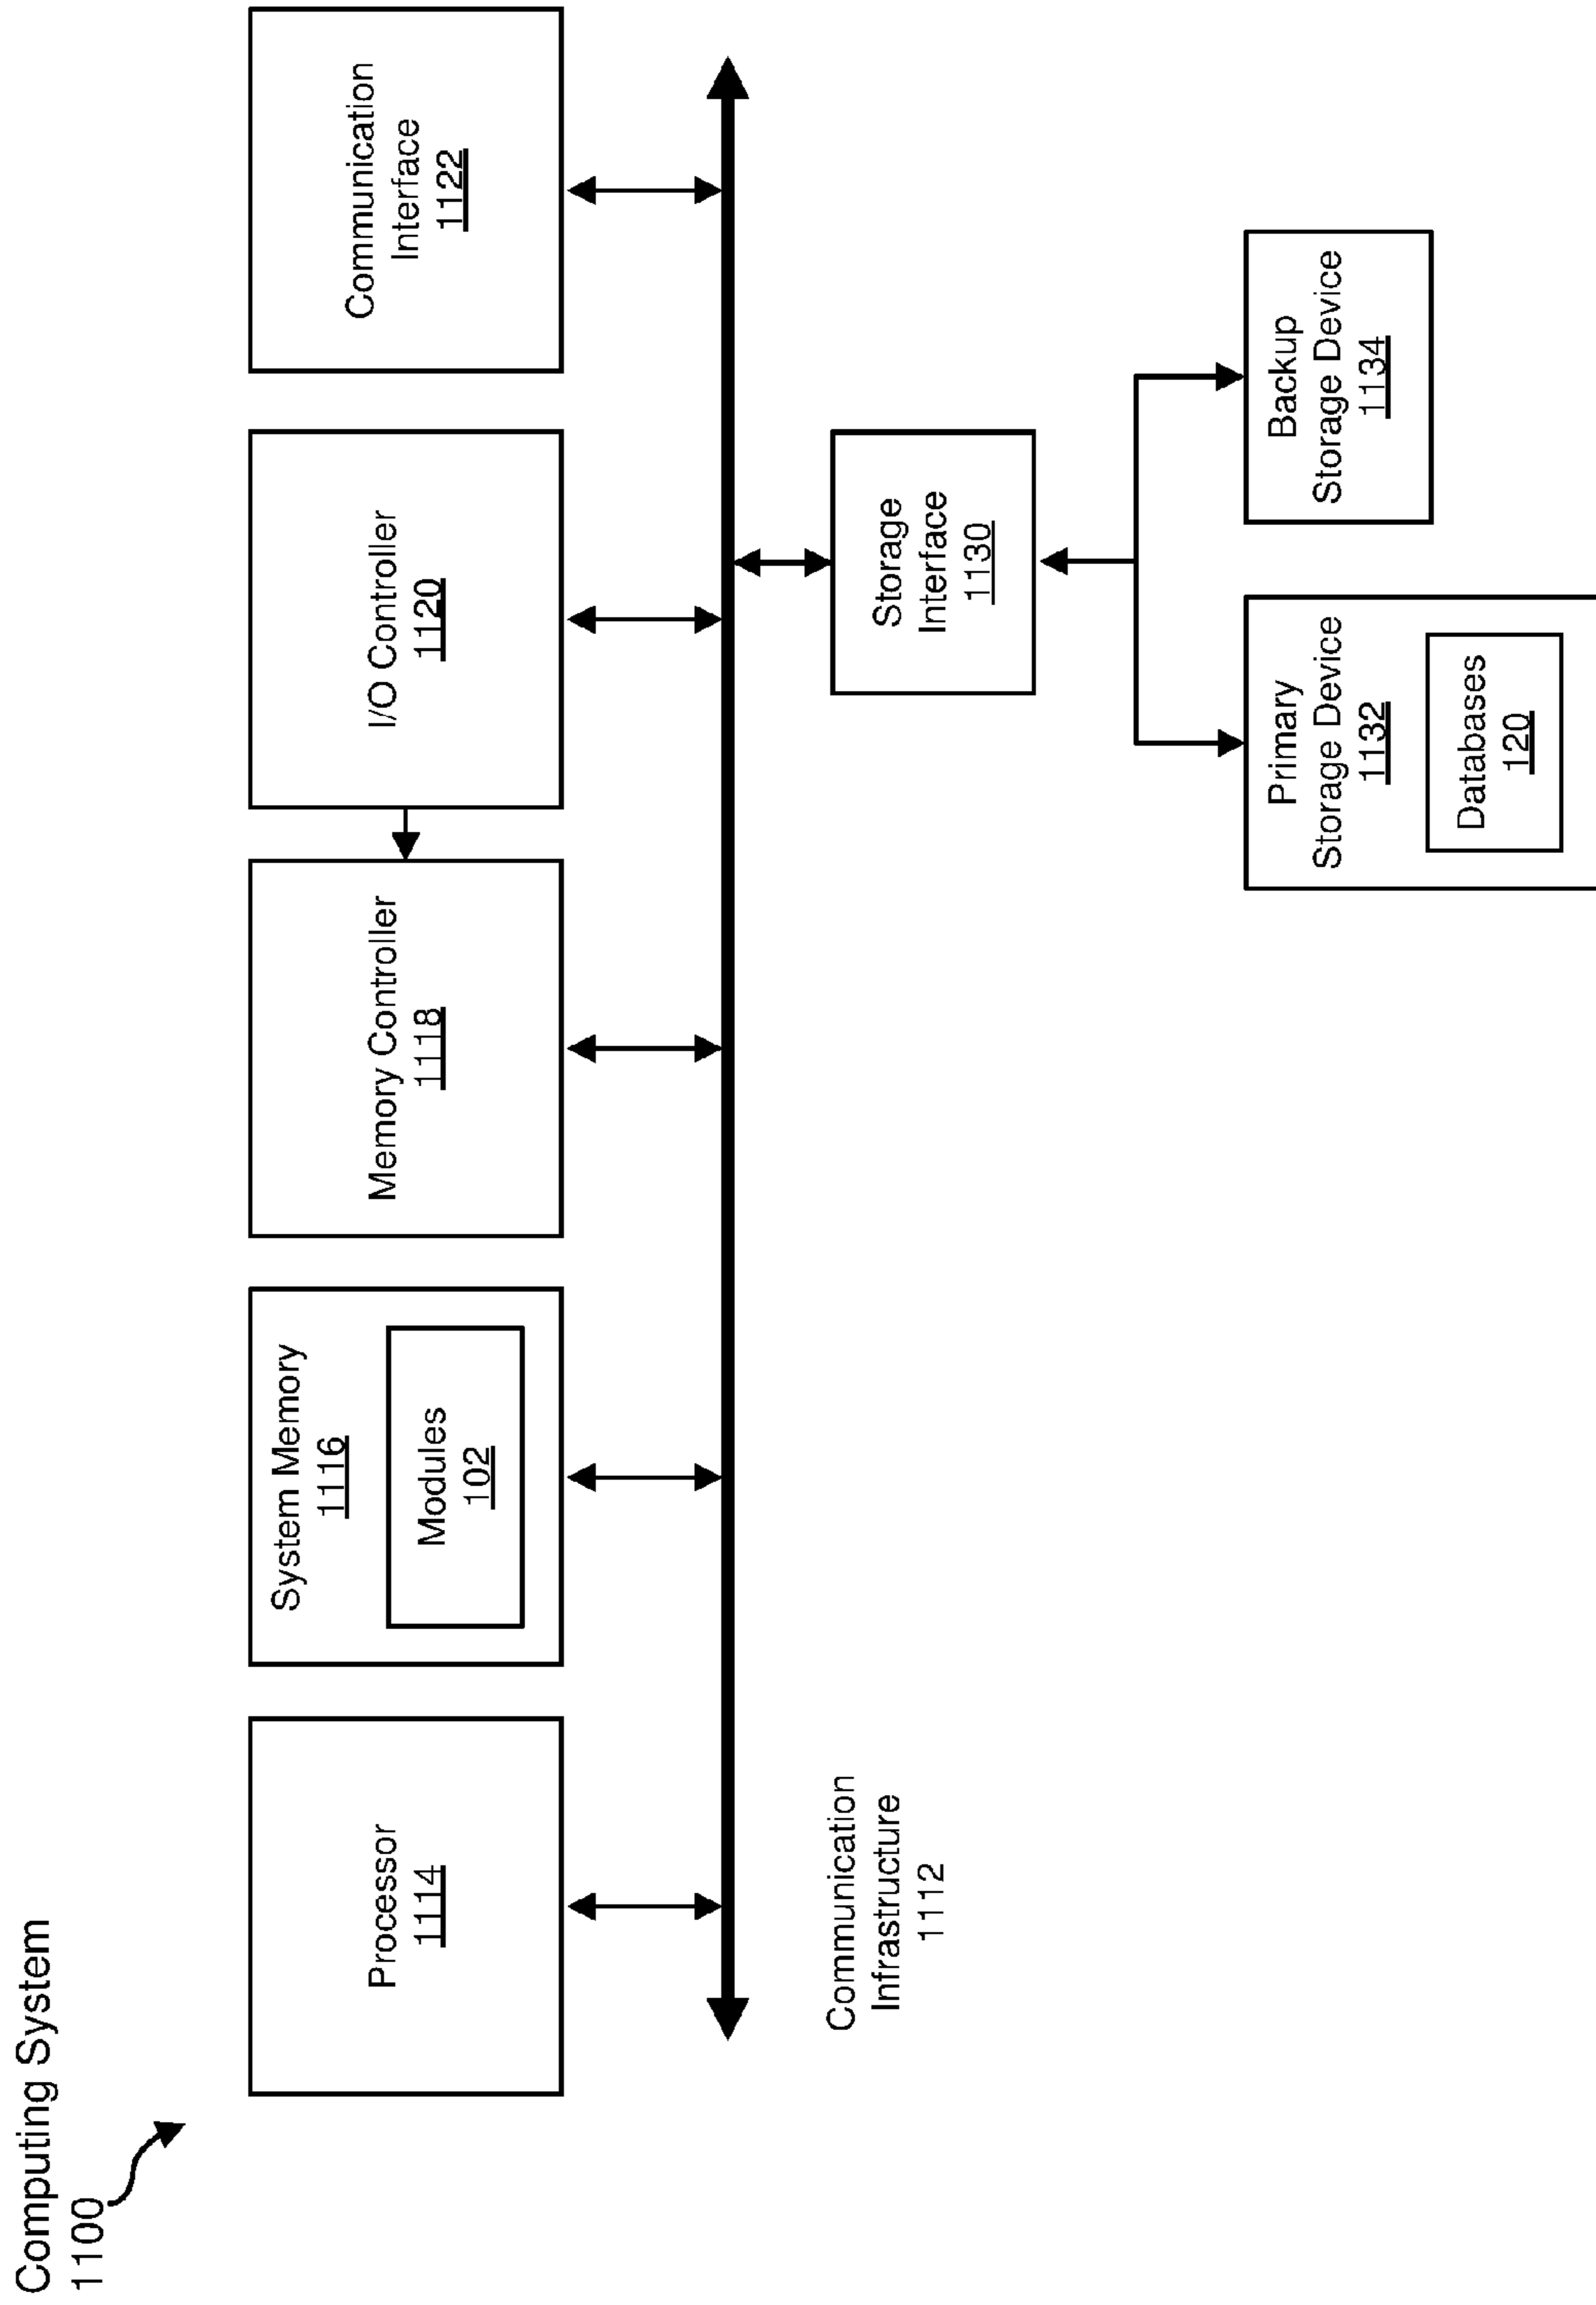 Computing System
1100
Processor
1114
System Memory
1116
Modules
102
Memory Controller
1118
I/O Controller
1120
Communication
Interface
1122
Communication
Infrastructure
1112
Storage
Interface
1130
Primary
Storage Device
1132
Databases
120
Backup
Storage Device
1134